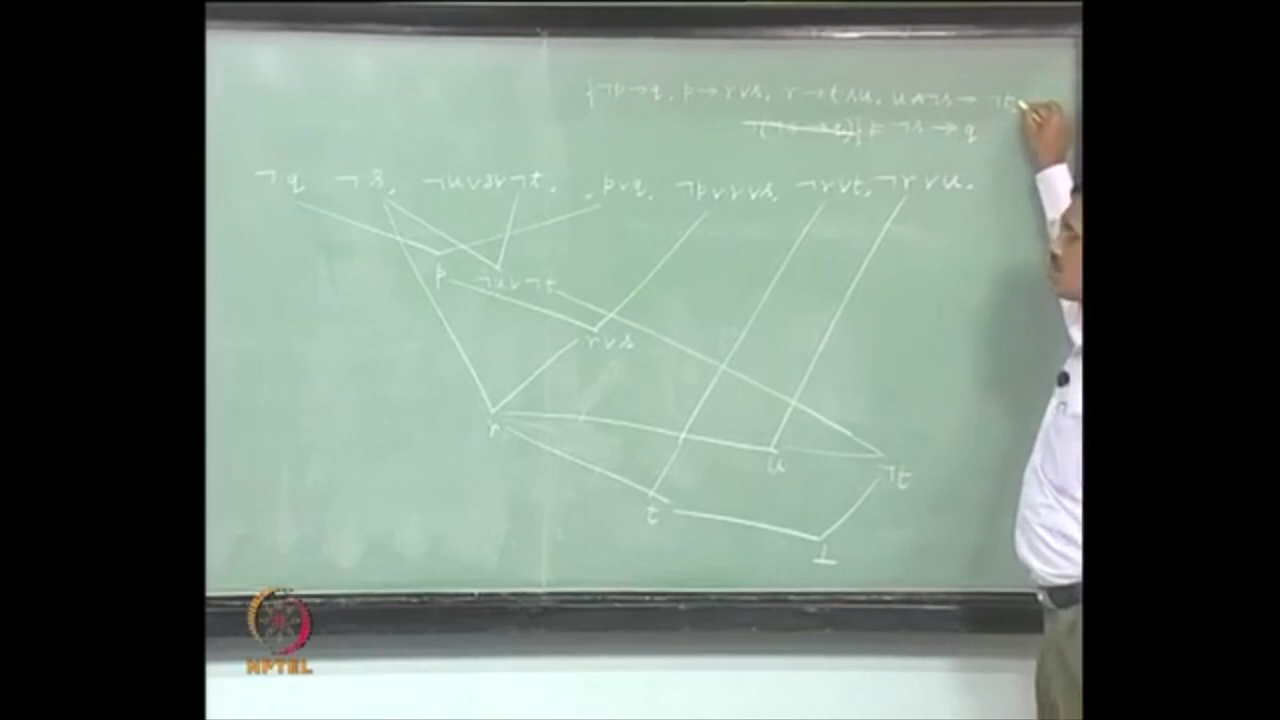 {¬p→q, p→r∨s, r→t∧u, u∧¬s→ ¬t,
} ⊨ ¬s→q
¬q ¬s, ¬u∨s∨¬t, p∨q, ¬p∨r∨s, ¬r∨t, ¬r∨u,
p ¬u∨¬t
r∨s
r
u
¬t
t
⊥
NPTEL